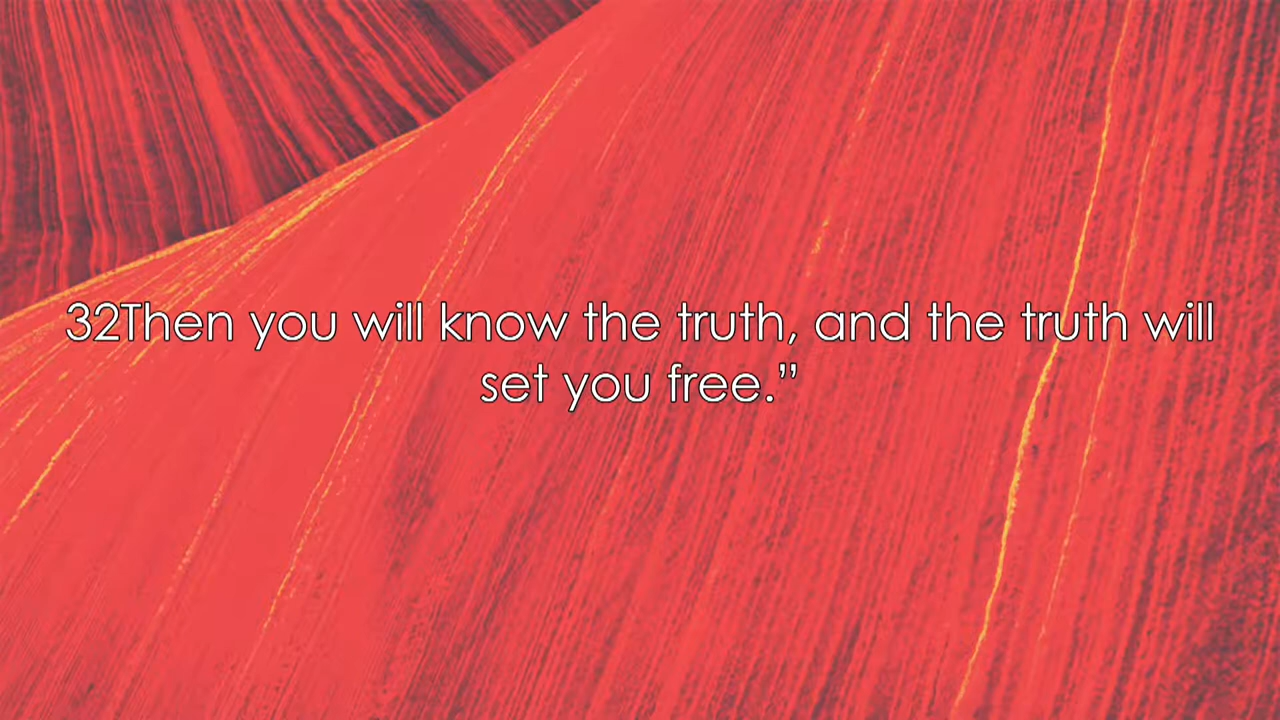 32Then you will know the truth, and the truth will
set you free.”